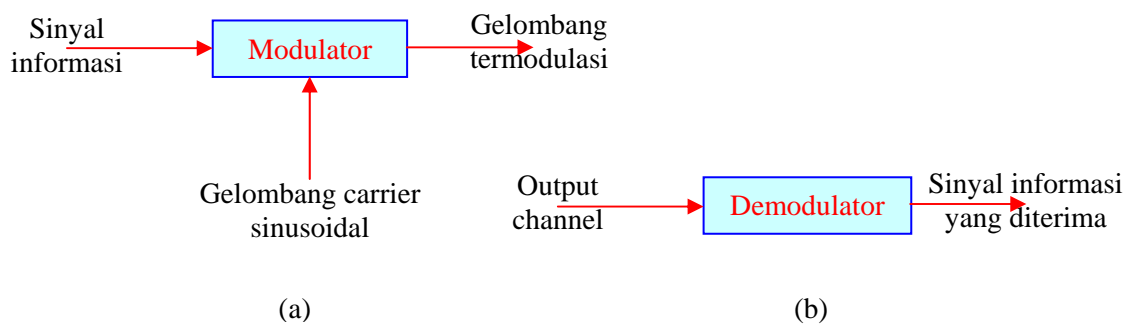 Sinyal
informasi
Modulator
Gelombang
termodulasi
Gelombang carrier
sinusoidal
Output
channel
Demodulator
Sinyal informasi
yang diterima
(a)
(b)